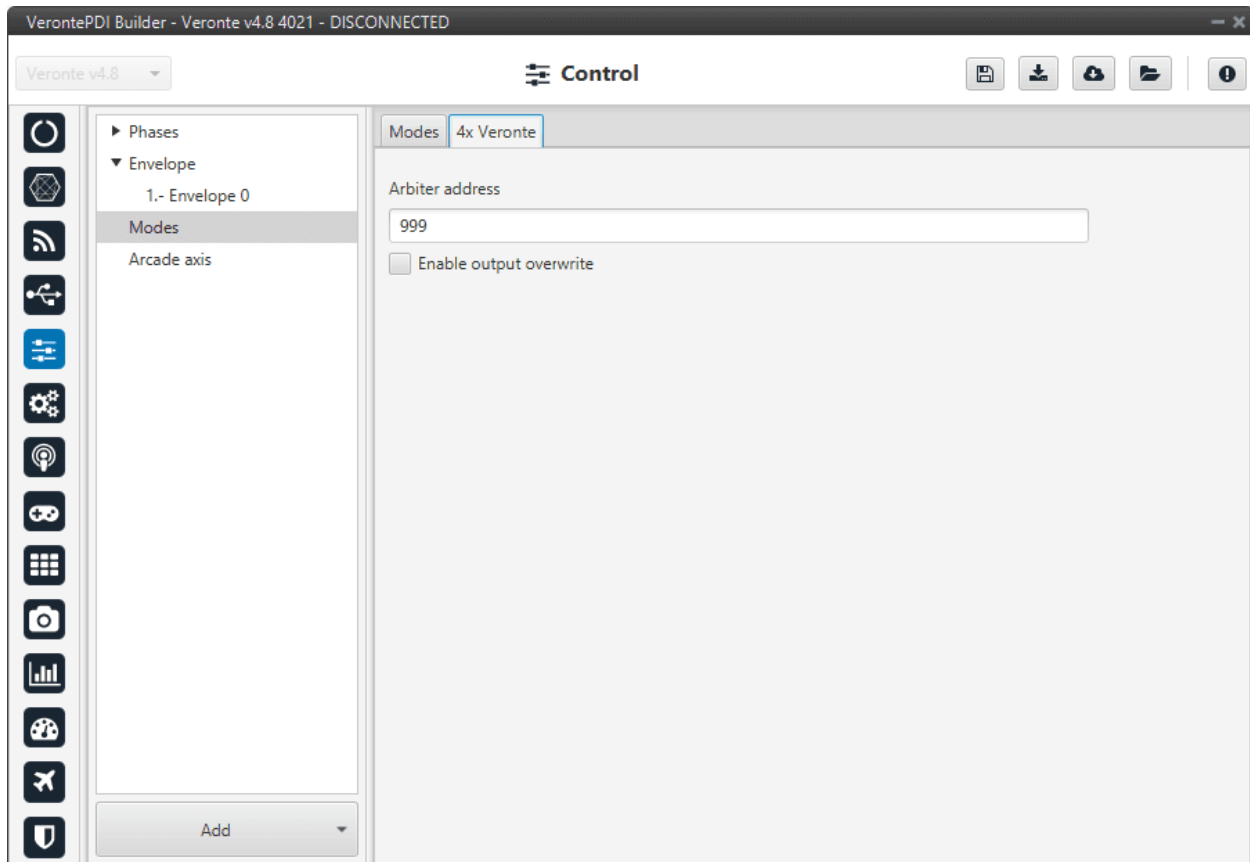 VerontePDI Builder - Veronte v4.8 4021 - DISCONNECTED
Veronte v4.8
Control
Phases
Envelope
1.- Envelope 0
Modes
Arcade axis
Add
Modes
4x Veronte
Arbiter address
999
Enable output overwrite